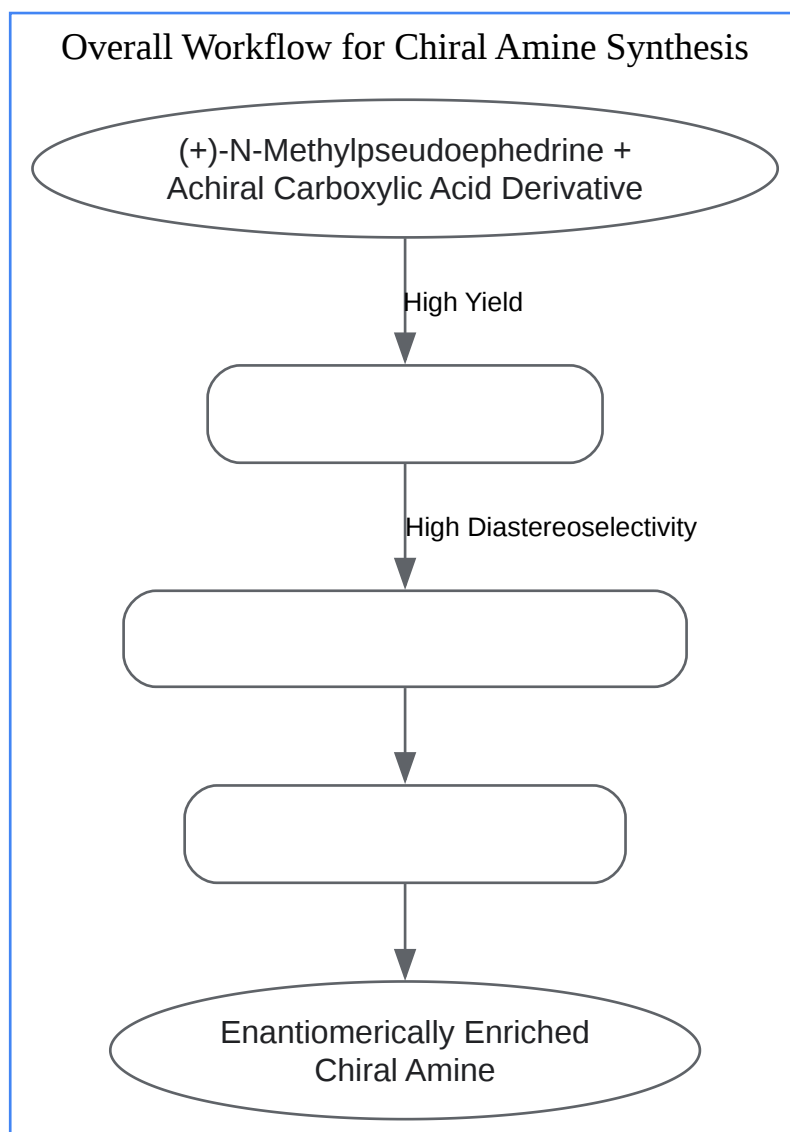 Overall Workflow for Chiral Amine Synthesis
(+)-N-Methylpseudoephedrine +
Achiral Carboxylic Acid Derivative
High Yield
High Diastereoselectivity
Enantiomerically Enriched
Chiral Amine